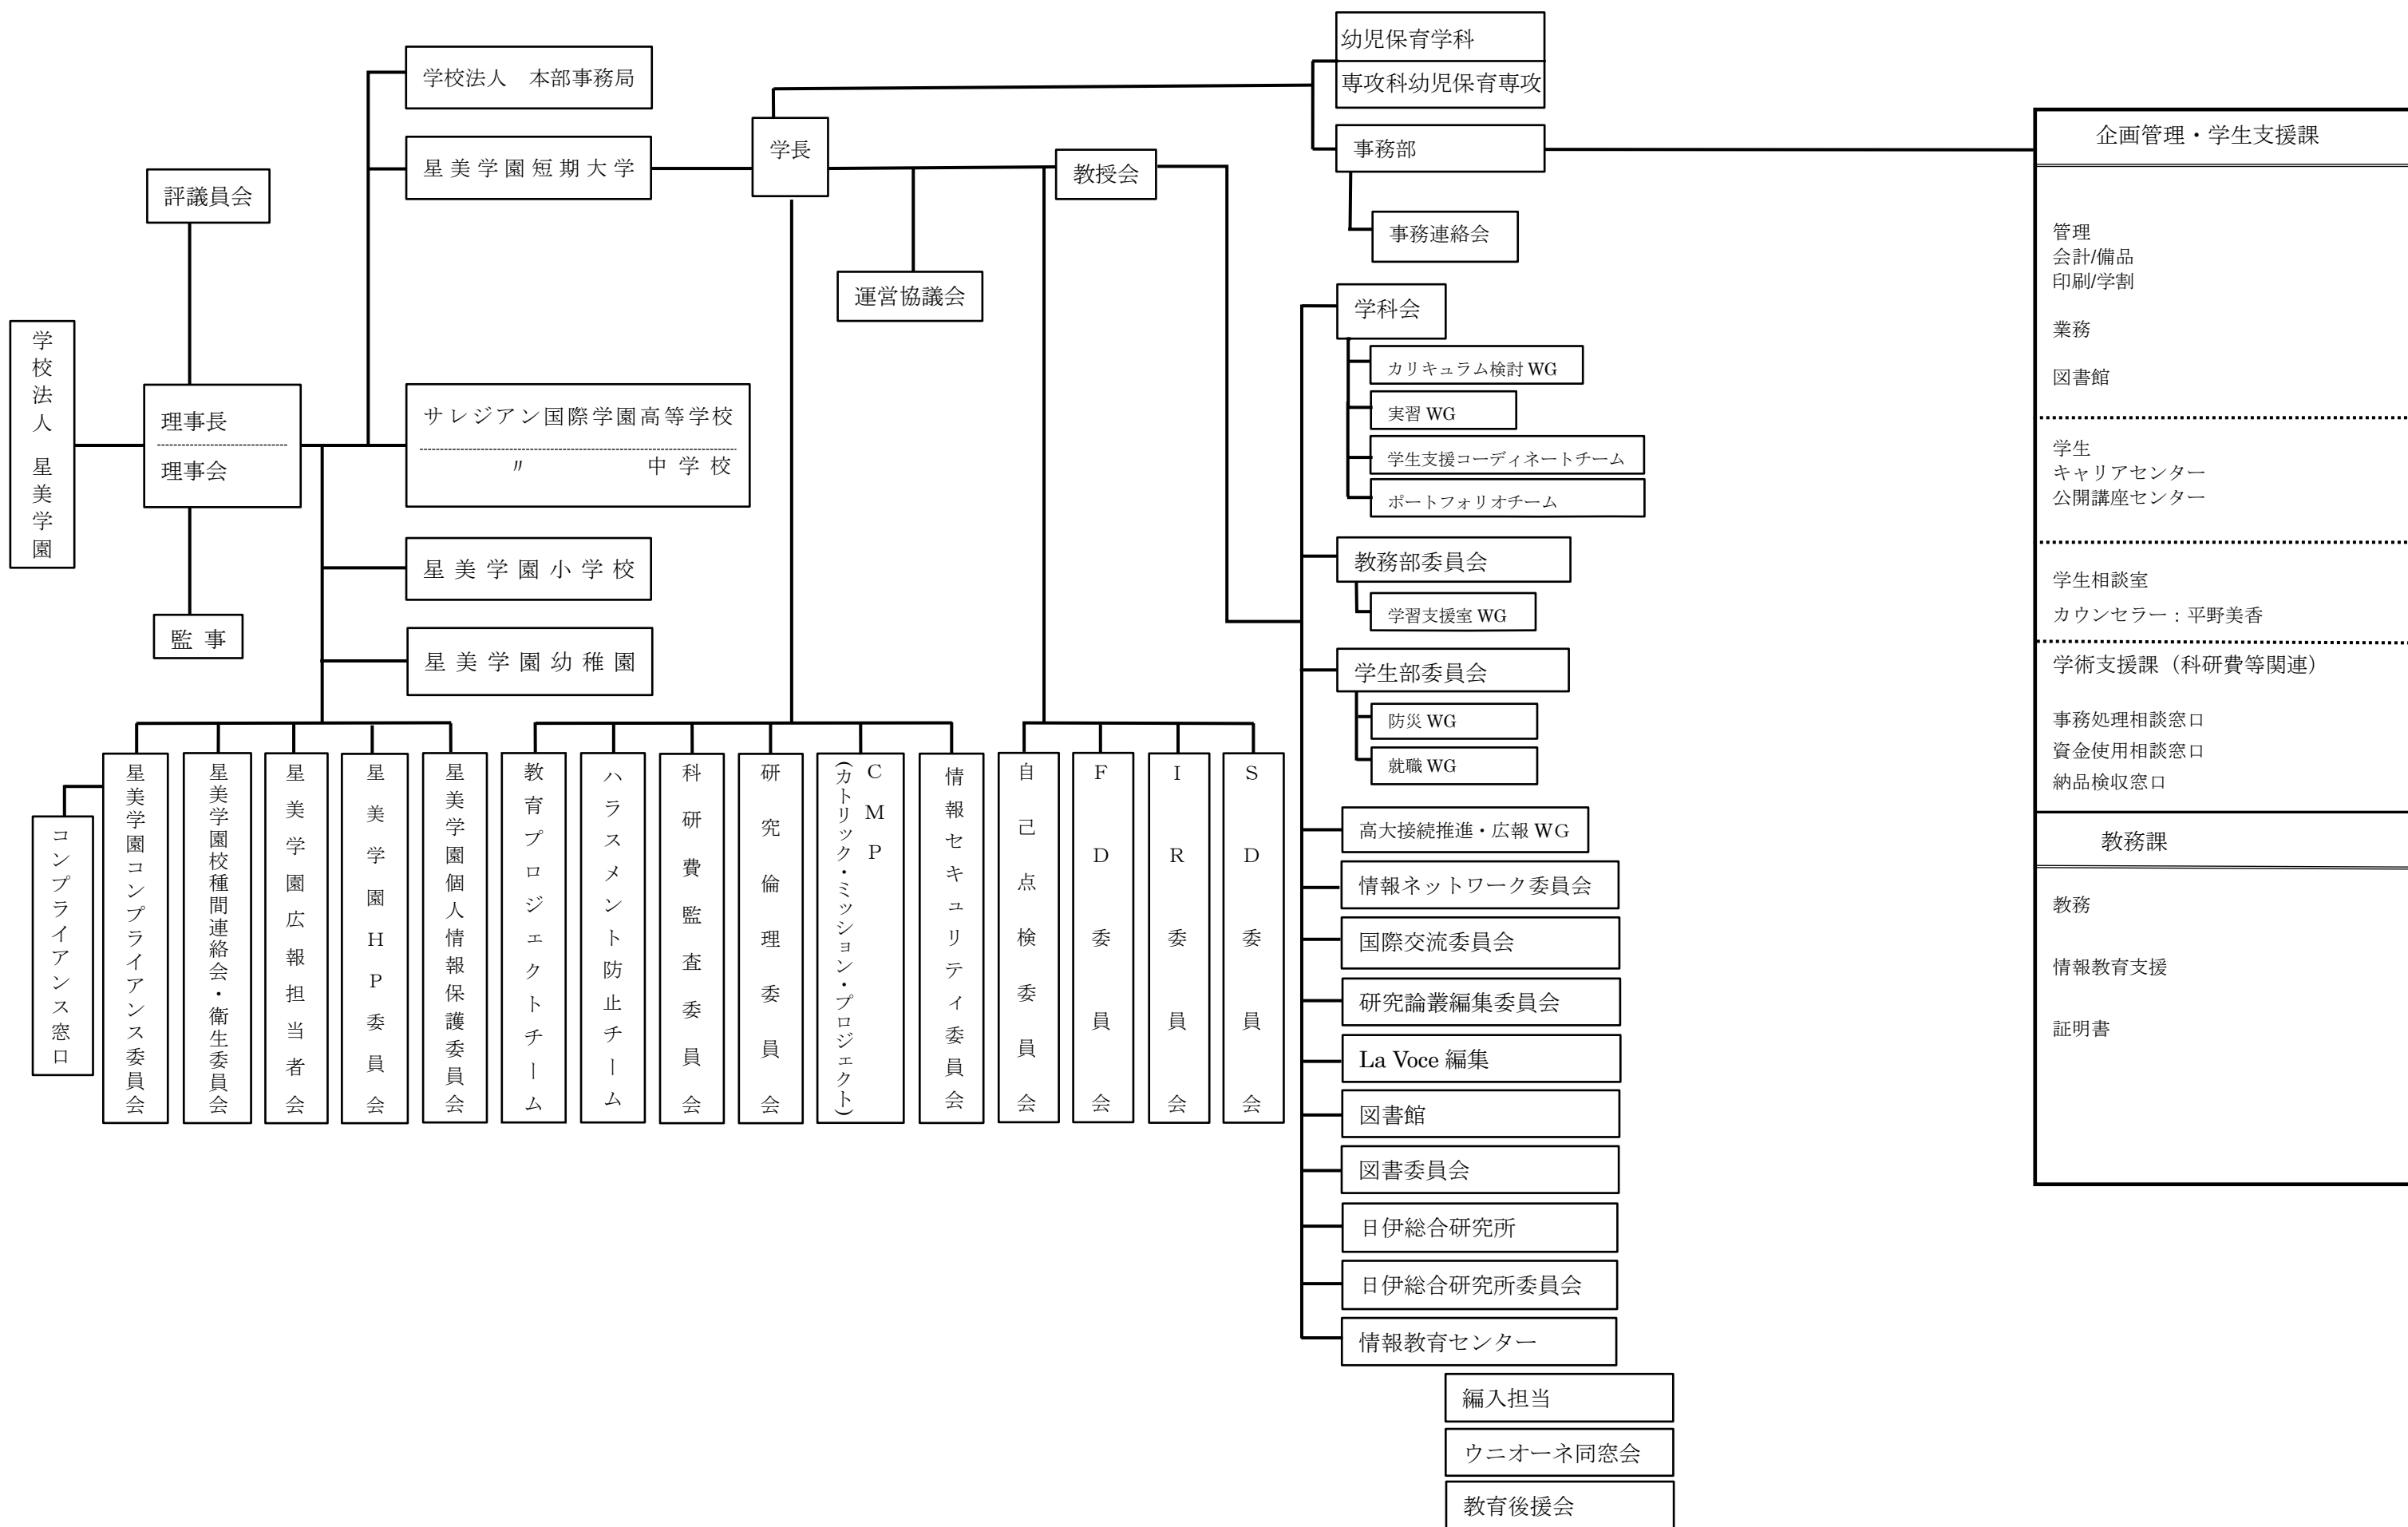 学校法人 星美学園
評議員会
理事長
理事会
監事
学校法人　本部事務局
星美学園短期大学
サレジアン国際学園高等学校
〃　中学校
星美学園小学校
星美学園幼稚園
学長
運営協議会
教授会
幼児保育学科
専攻科幼児保育専攻
事務部
事務連絡会
学科会
カリキュラム検討 WG
実習 WG
学生支援コーディネートチーム
ポートフォリオチーム
教務部委員会
学習支援室 WG
学生部委員会
防災 WG
就職 WG
高大接続推進・広報 WG
情報ネットワーク委員会
国際交流委員会
研究論叢編集委員会
La Voce 編集
図書館
図書委員会
日伊総合研究所
日伊総合研究所委員会
情報教育センター
編入担当
ウニオーネ同窓会
教育後援会
コンプライアンス窓口
星美学園コンプライアンス委員会
星美学園校種間連絡会・衛生委員会
星美学園広報担当者会
星美学園HP委員会
星美学園個人情報保護委員会
教育プロジェクトチーム
ハラスメント防止チーム
科研費監査委員会
研究倫理委員会
CMP
(カトリック・ミッション・プロジェクト)
情報セキュリティ委員会
自己点検委員会
FD委員会
IR委員会
SD委員会
企画管理・学生支援課
管理
会計/備品
印刷/学割
業務
図書館
学生
キャリアセンター
公開講座センター
学生相談室
カウンセラー：平野美香
学術支援課（科研費等関連）
事務処理相談窓口
資金使用相談窓口
納品検収窓口
教務課
教務
情報教育支援
証明書